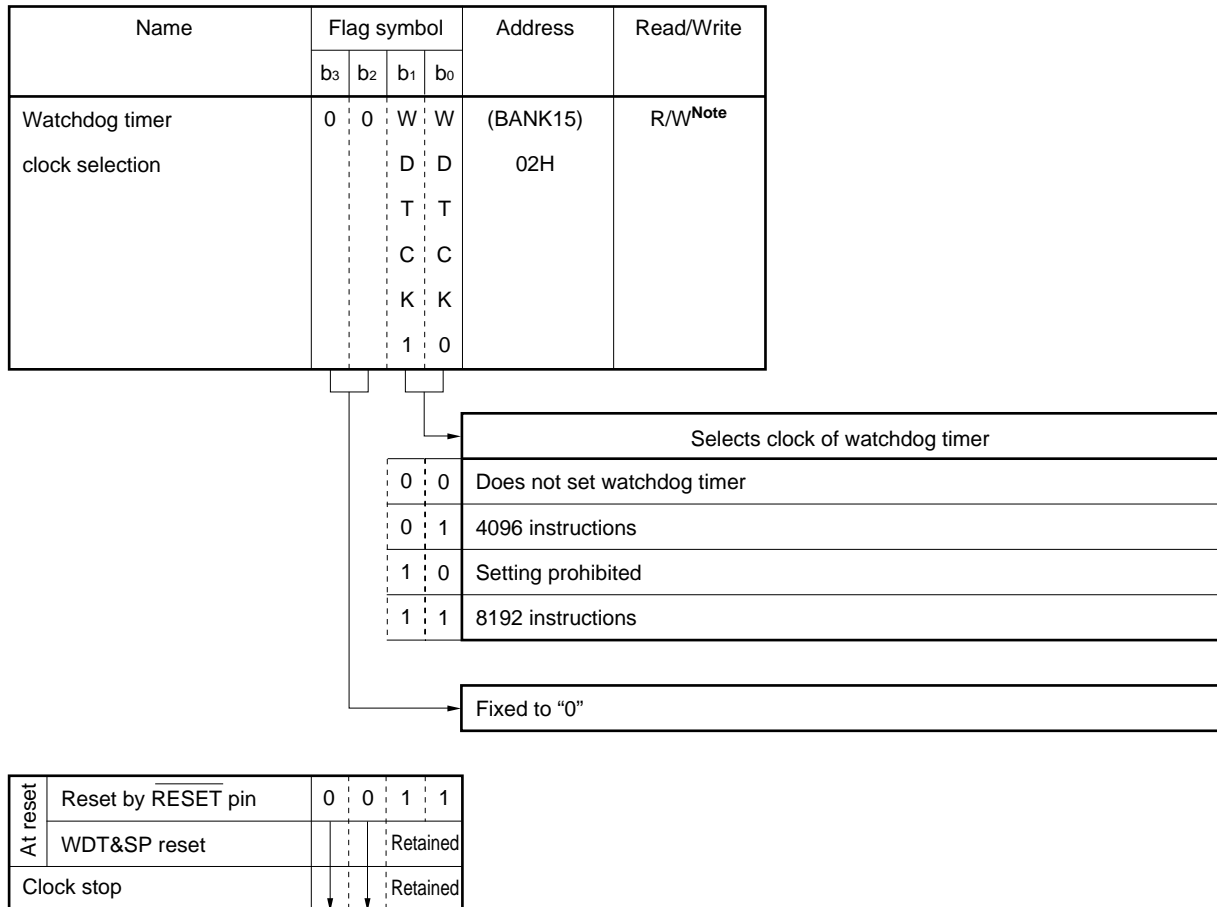 Name Flag symbol Address Read/Write
b3 b2 b1 b0
Watchdog timer 0 0 W W (BANK15) R/WNote
clock selection D D 02H
T T
C C
K K
1 0
Selects clock of watchdog timer
0 0 Does not set watchdog timer
0 1 4096 instructions
1 0 Setting prohibited
1 1 8192 instructions
Fixed to “0”
At reset
Reset by RESET pin 0 0 1 1
WDT&SP reset Retained
Clock stop Retained